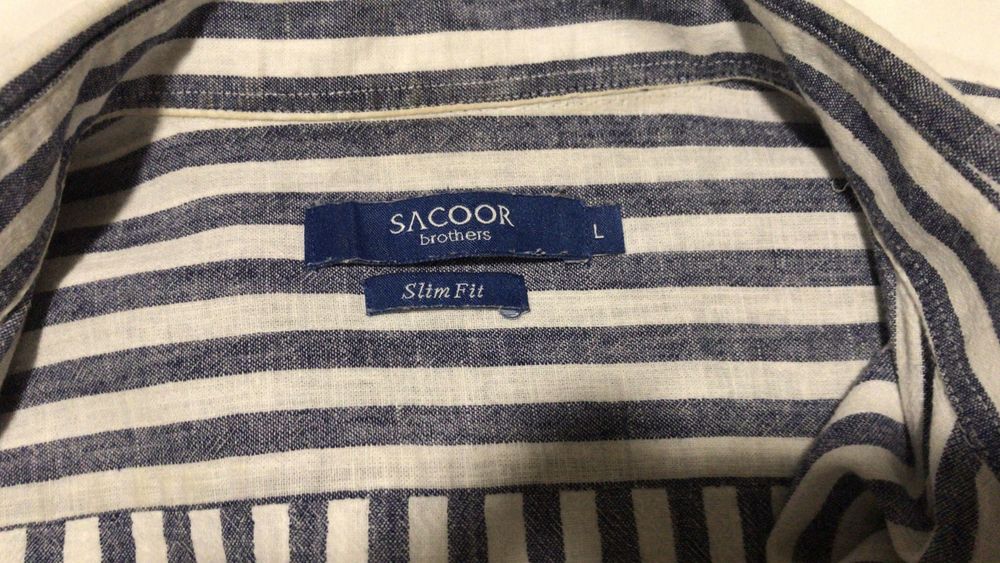 SACOOR
brothers
L
Slim Fit